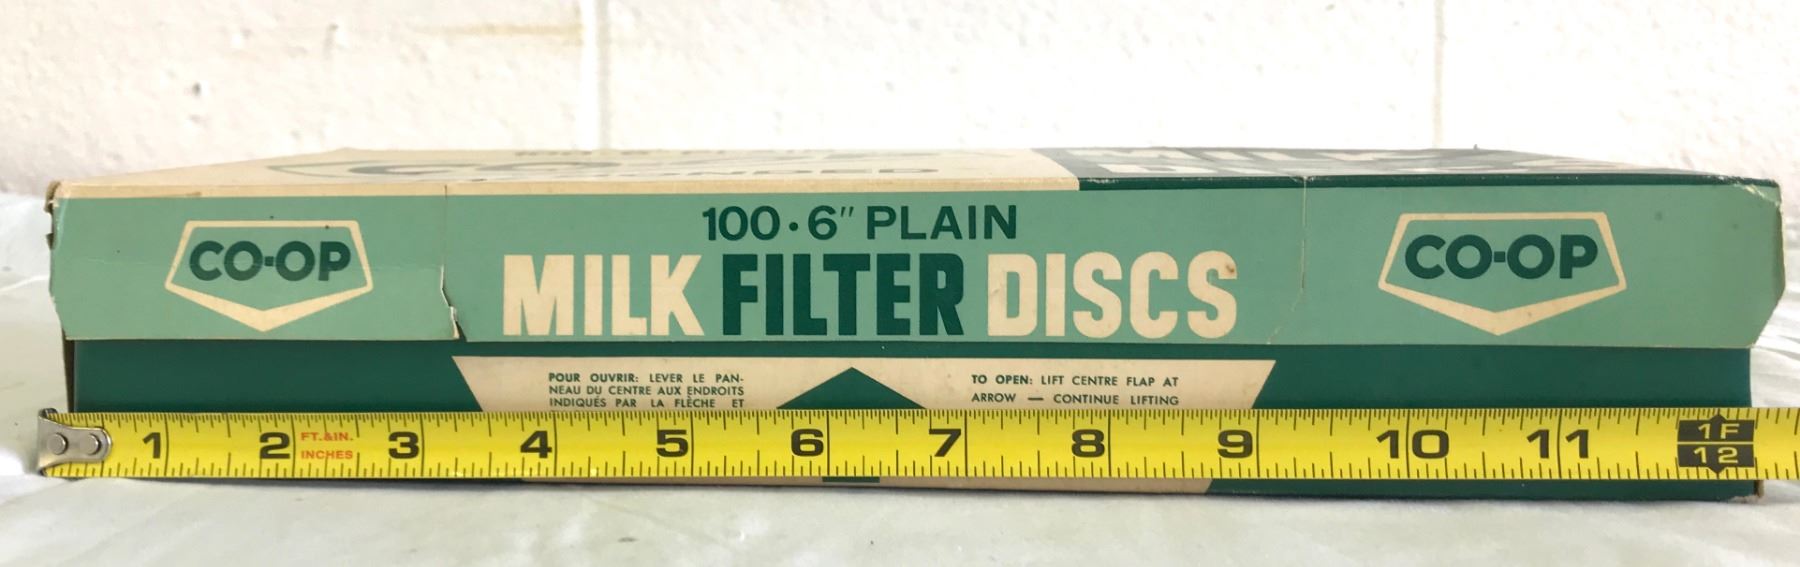 100·6" PLAIN
CO-OP
MILK FILTER DISCS
CO-OP
POUR OUVRIR: LEVER LE PAN-
NEAU DU CENTRE AUX ENDROITS
INDIQUÉS PAR LA FLÈCHE ET
TO OPEN: LIFT CENTRE FLAP AT
ARROW — CONTINUE LIFTING
1 2 FT.&IN. 3 4 5 6 7 8 9 10 11 1F
INCHES 12